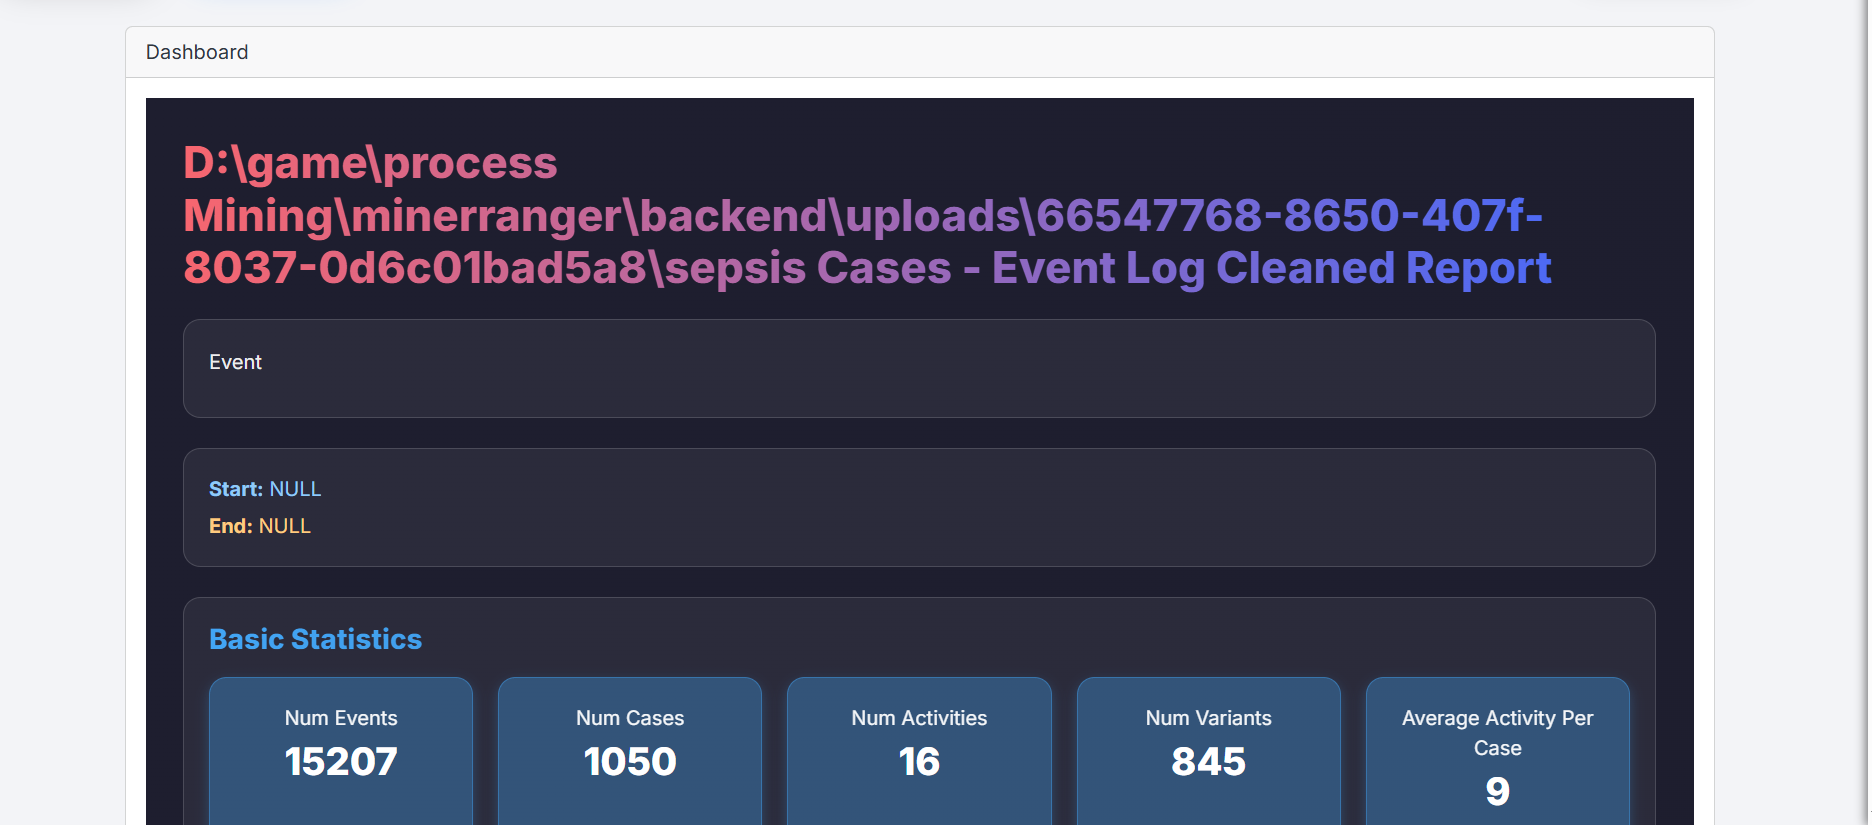 Dashboard
D:\game\process
Mining\minerranger\backend\uploads\66547768-8650-407f-
8037-0d6c01bad5a8\sepsis Cases - Event Log Cleaned Report
Event
Start: NULL
End: NULL
Basic Statistics
Num Events
15207
Num Cases
1050
Num Activities
16
Num Variants
845
Average Activity Per
Case
9